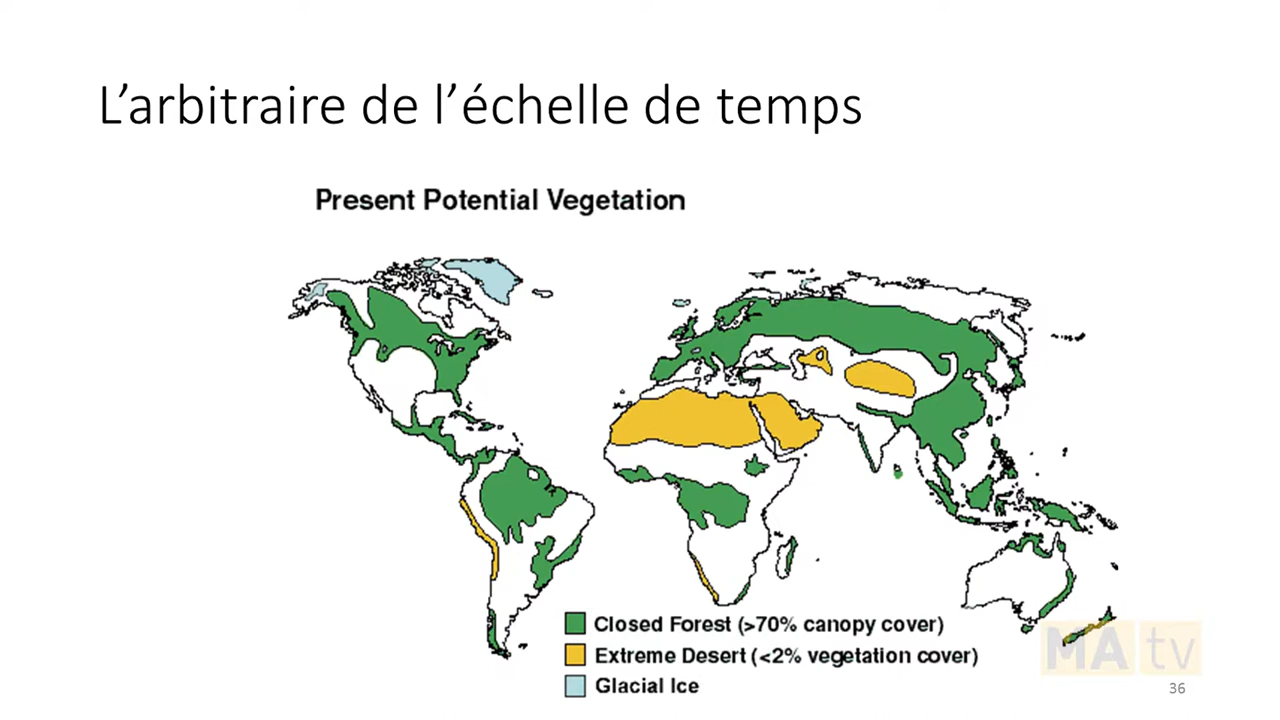 L’arbitraire de l’échelle de temps
Present Potential Vegetation
Closed Forest (>70% canopy cover)
Extreme Desert (<2% vegetation cover)
Glacial Ice
MA tv
36